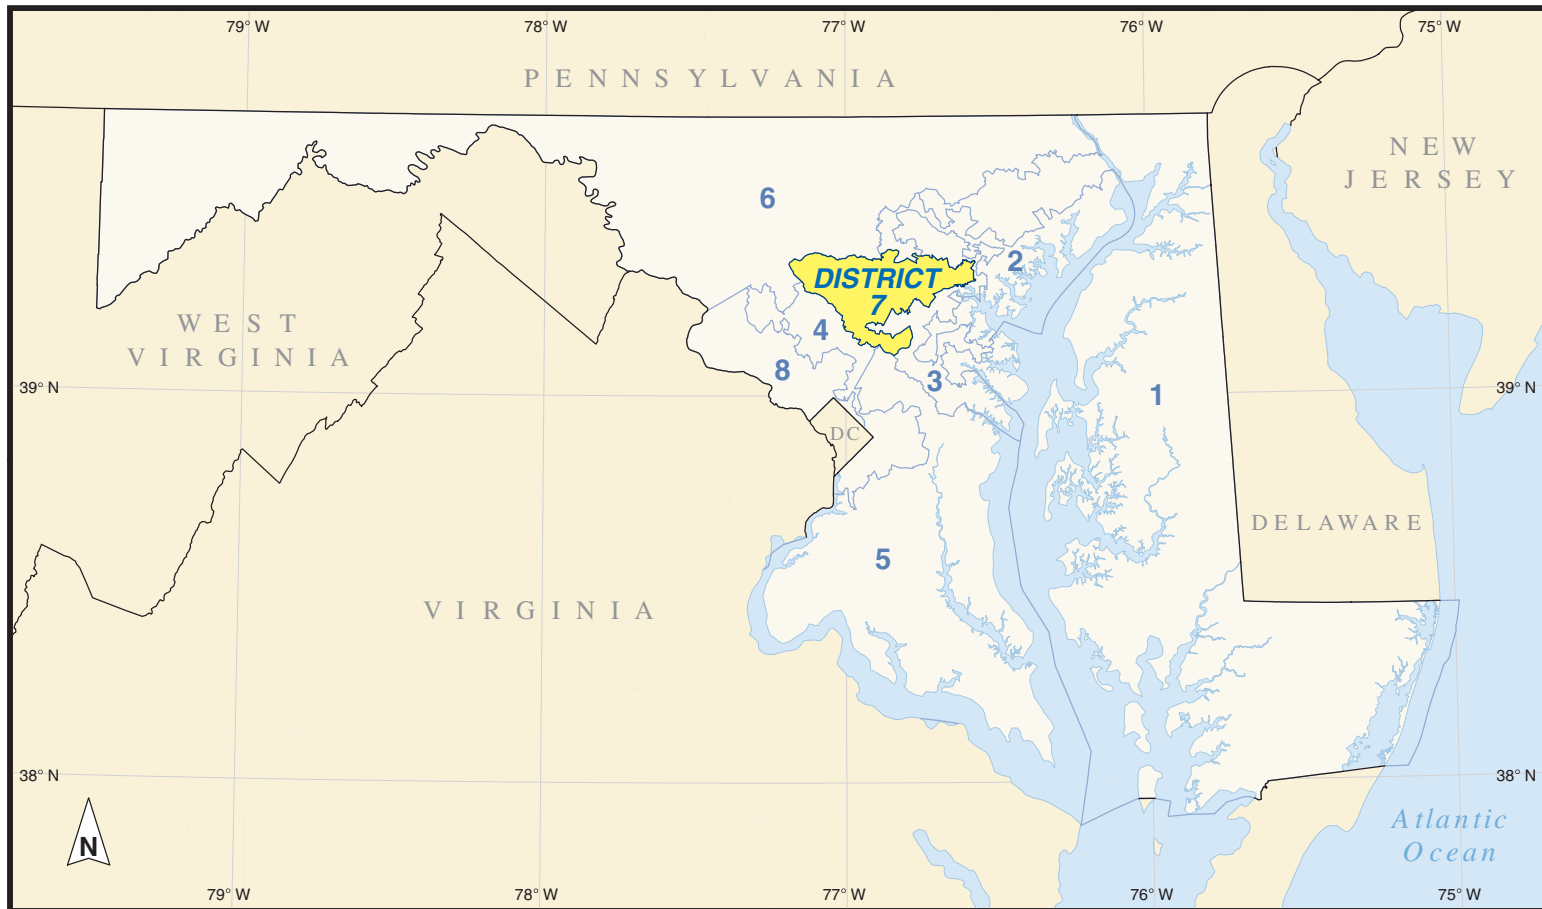 79° W
78° W
77° W
76° W
75° W
PENNSYLVANIA
NEW
JERSEY
6
2
DISTRICT
7
WEST
VIRGINIA
4
8
3
1
39° N
39° N
DC
DELAWARE
5
VIRGINIA
38° N
38° N
Atlantic
Ocean
N
79° W
78° W
77° W
76° W
75° W